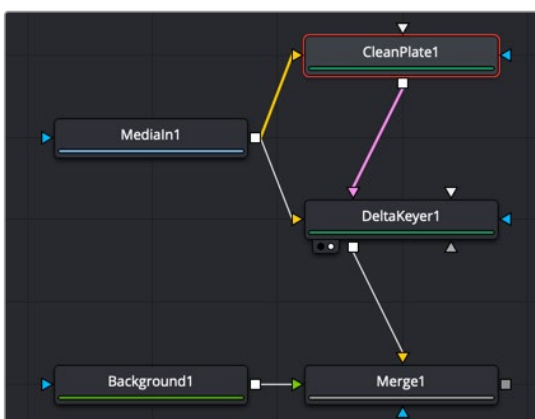 CleanPlate1
MediaIn1
DeltaKeyer1
Background1
Merge1